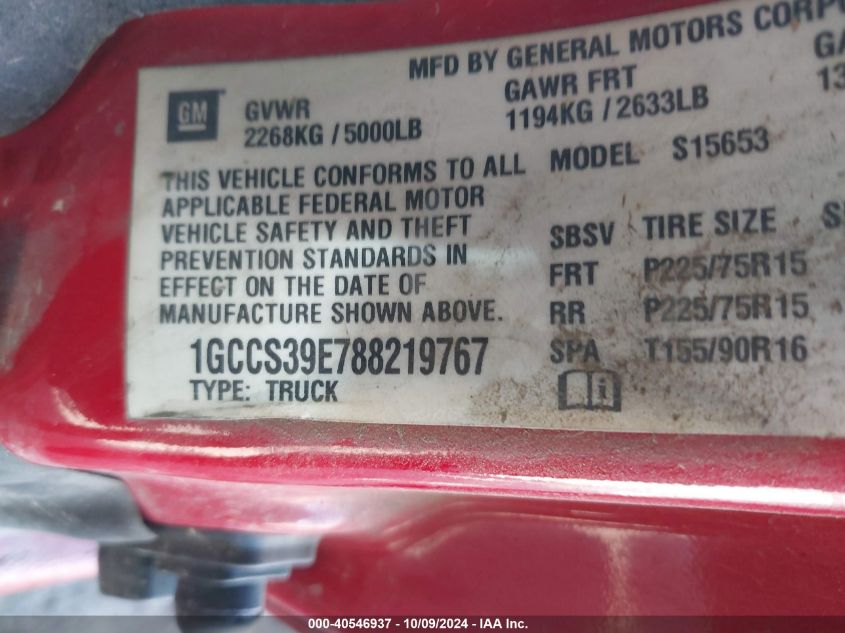 MFD BY GENERAL MOTORS CORPO
GM
GVWR
2268KG / 5000LB
GAWR FRT
1194KG / 2633LB
GA
13
THIS VEHICLE CONFORMS TO ALL
APPLICABLE FEDERAL MOTOR
VEHICLE SAFETY AND THEFT
PREVENTION STANDARDS IN
EFFECT ON THE DATE OF
MANUFACTURE SHOWN ABOVE.
1GCCS39E788219767
TYPE: TRUCK
MODEL S15653
SBSV TIRE SIZE
FRT P225/75R15
RR P225/75R15
SPA T155/90R16
000-40546937 - 10/09/2024 - IAA Inc.